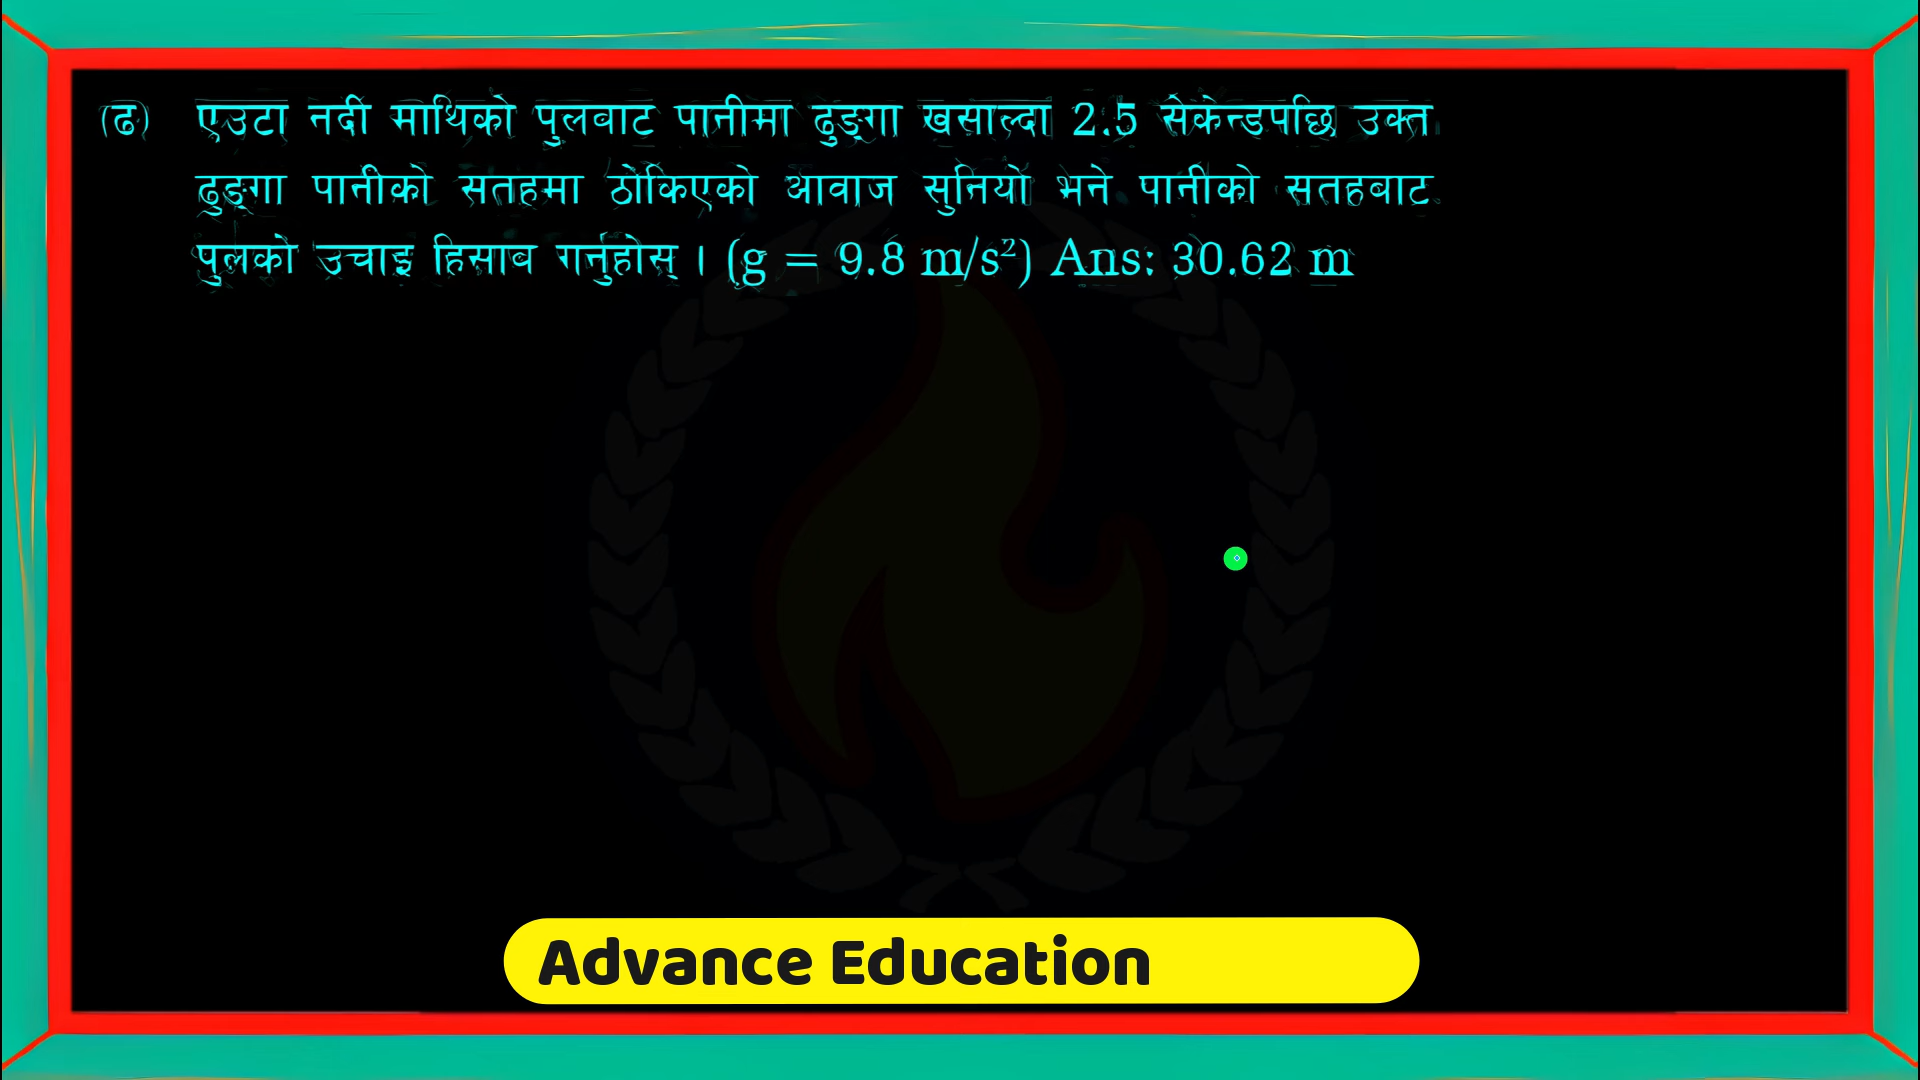 (ढ) एउटा नदी माथिको पुलबाट पानीमा ढुङ्गा खसाल्दा 2.5 सेकेन्डपछि उक्त
ढुङ्गा पानीको सतहमा ठोकिएको आवाज सुनियो भने पानीको सतहबाट
पुलको उचाइ हिसाब गर्नुहोस् । (g = 9.8 m/s²) Ans: 30.62 m
Advance Education